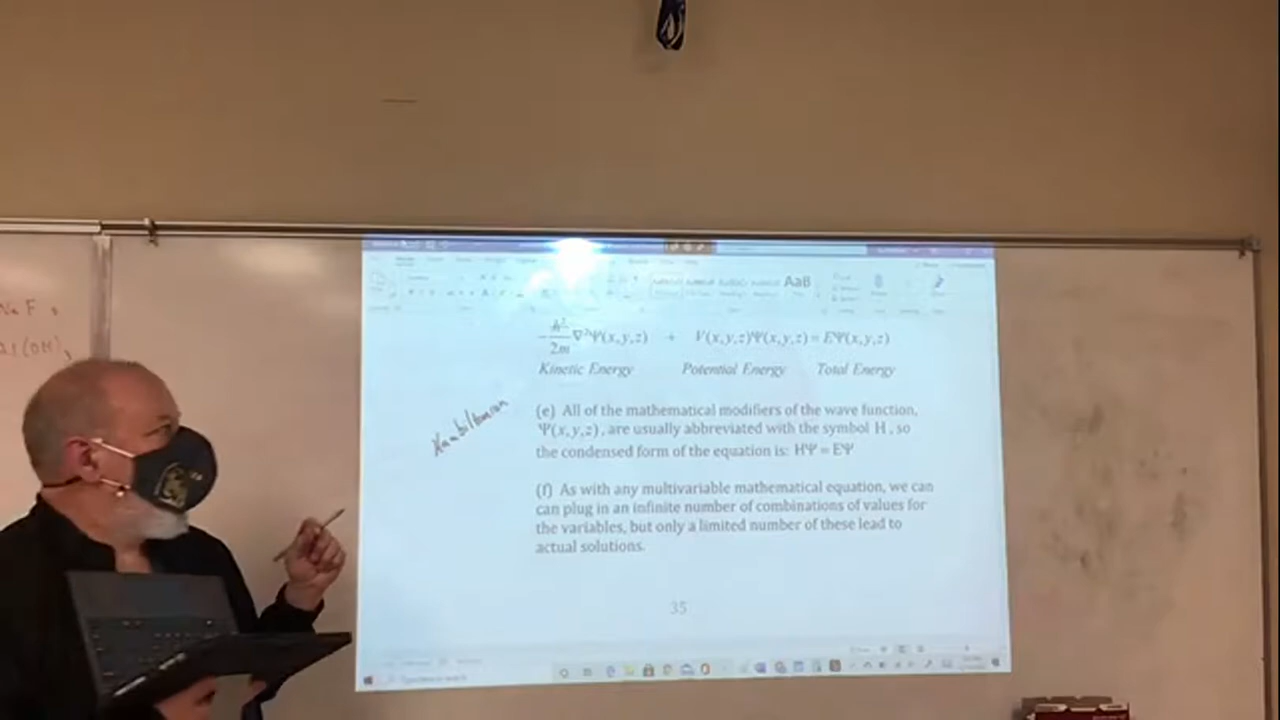 AaB
-ℏ²/2m ∇²Ψ(x,y,z) + V(x,y,z)Ψ(x,y,z) = EΨ(x,y,z)
Kinetic Energy Potential Energy Total Energy
Hamiltonian
(e) All of the mathematical modifiers of the wave function,
Ψ(x,y,z), are usually abbreviated with the symbol H, so
the condensed form of the equation is: HΨ = EΨ
(f) As with any multivariable mathematical equation, we can
can plug in an infinite number of combinations of values for
the variables, but only a limited number of these lead to
actual solutions.
35